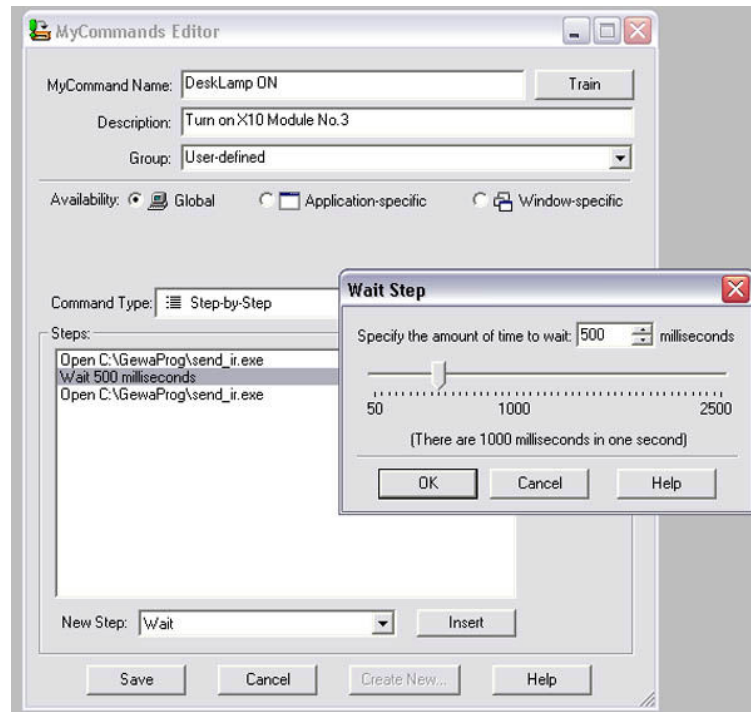 MyCommands Editor
MyCommand Name: DeskLamp ON Train
Description: Turn on X10 Module No.3
Group: User-defined
Availability: Global Application-specific Window-specific
Command Type: Step-by-Step
Steps:
Open C:\GewaProg\send_ir.exe
Wait 500 milliseconds
Open C:\GewaProg\send_ir.exe
New Step: Wait Insert
Save Cancel Create New... Help
Wait Step
Specify the amount of time to wait: 500 milliseconds
50 1000 2500
(There are 1000 milliseconds in one second)
OK Cancel Help